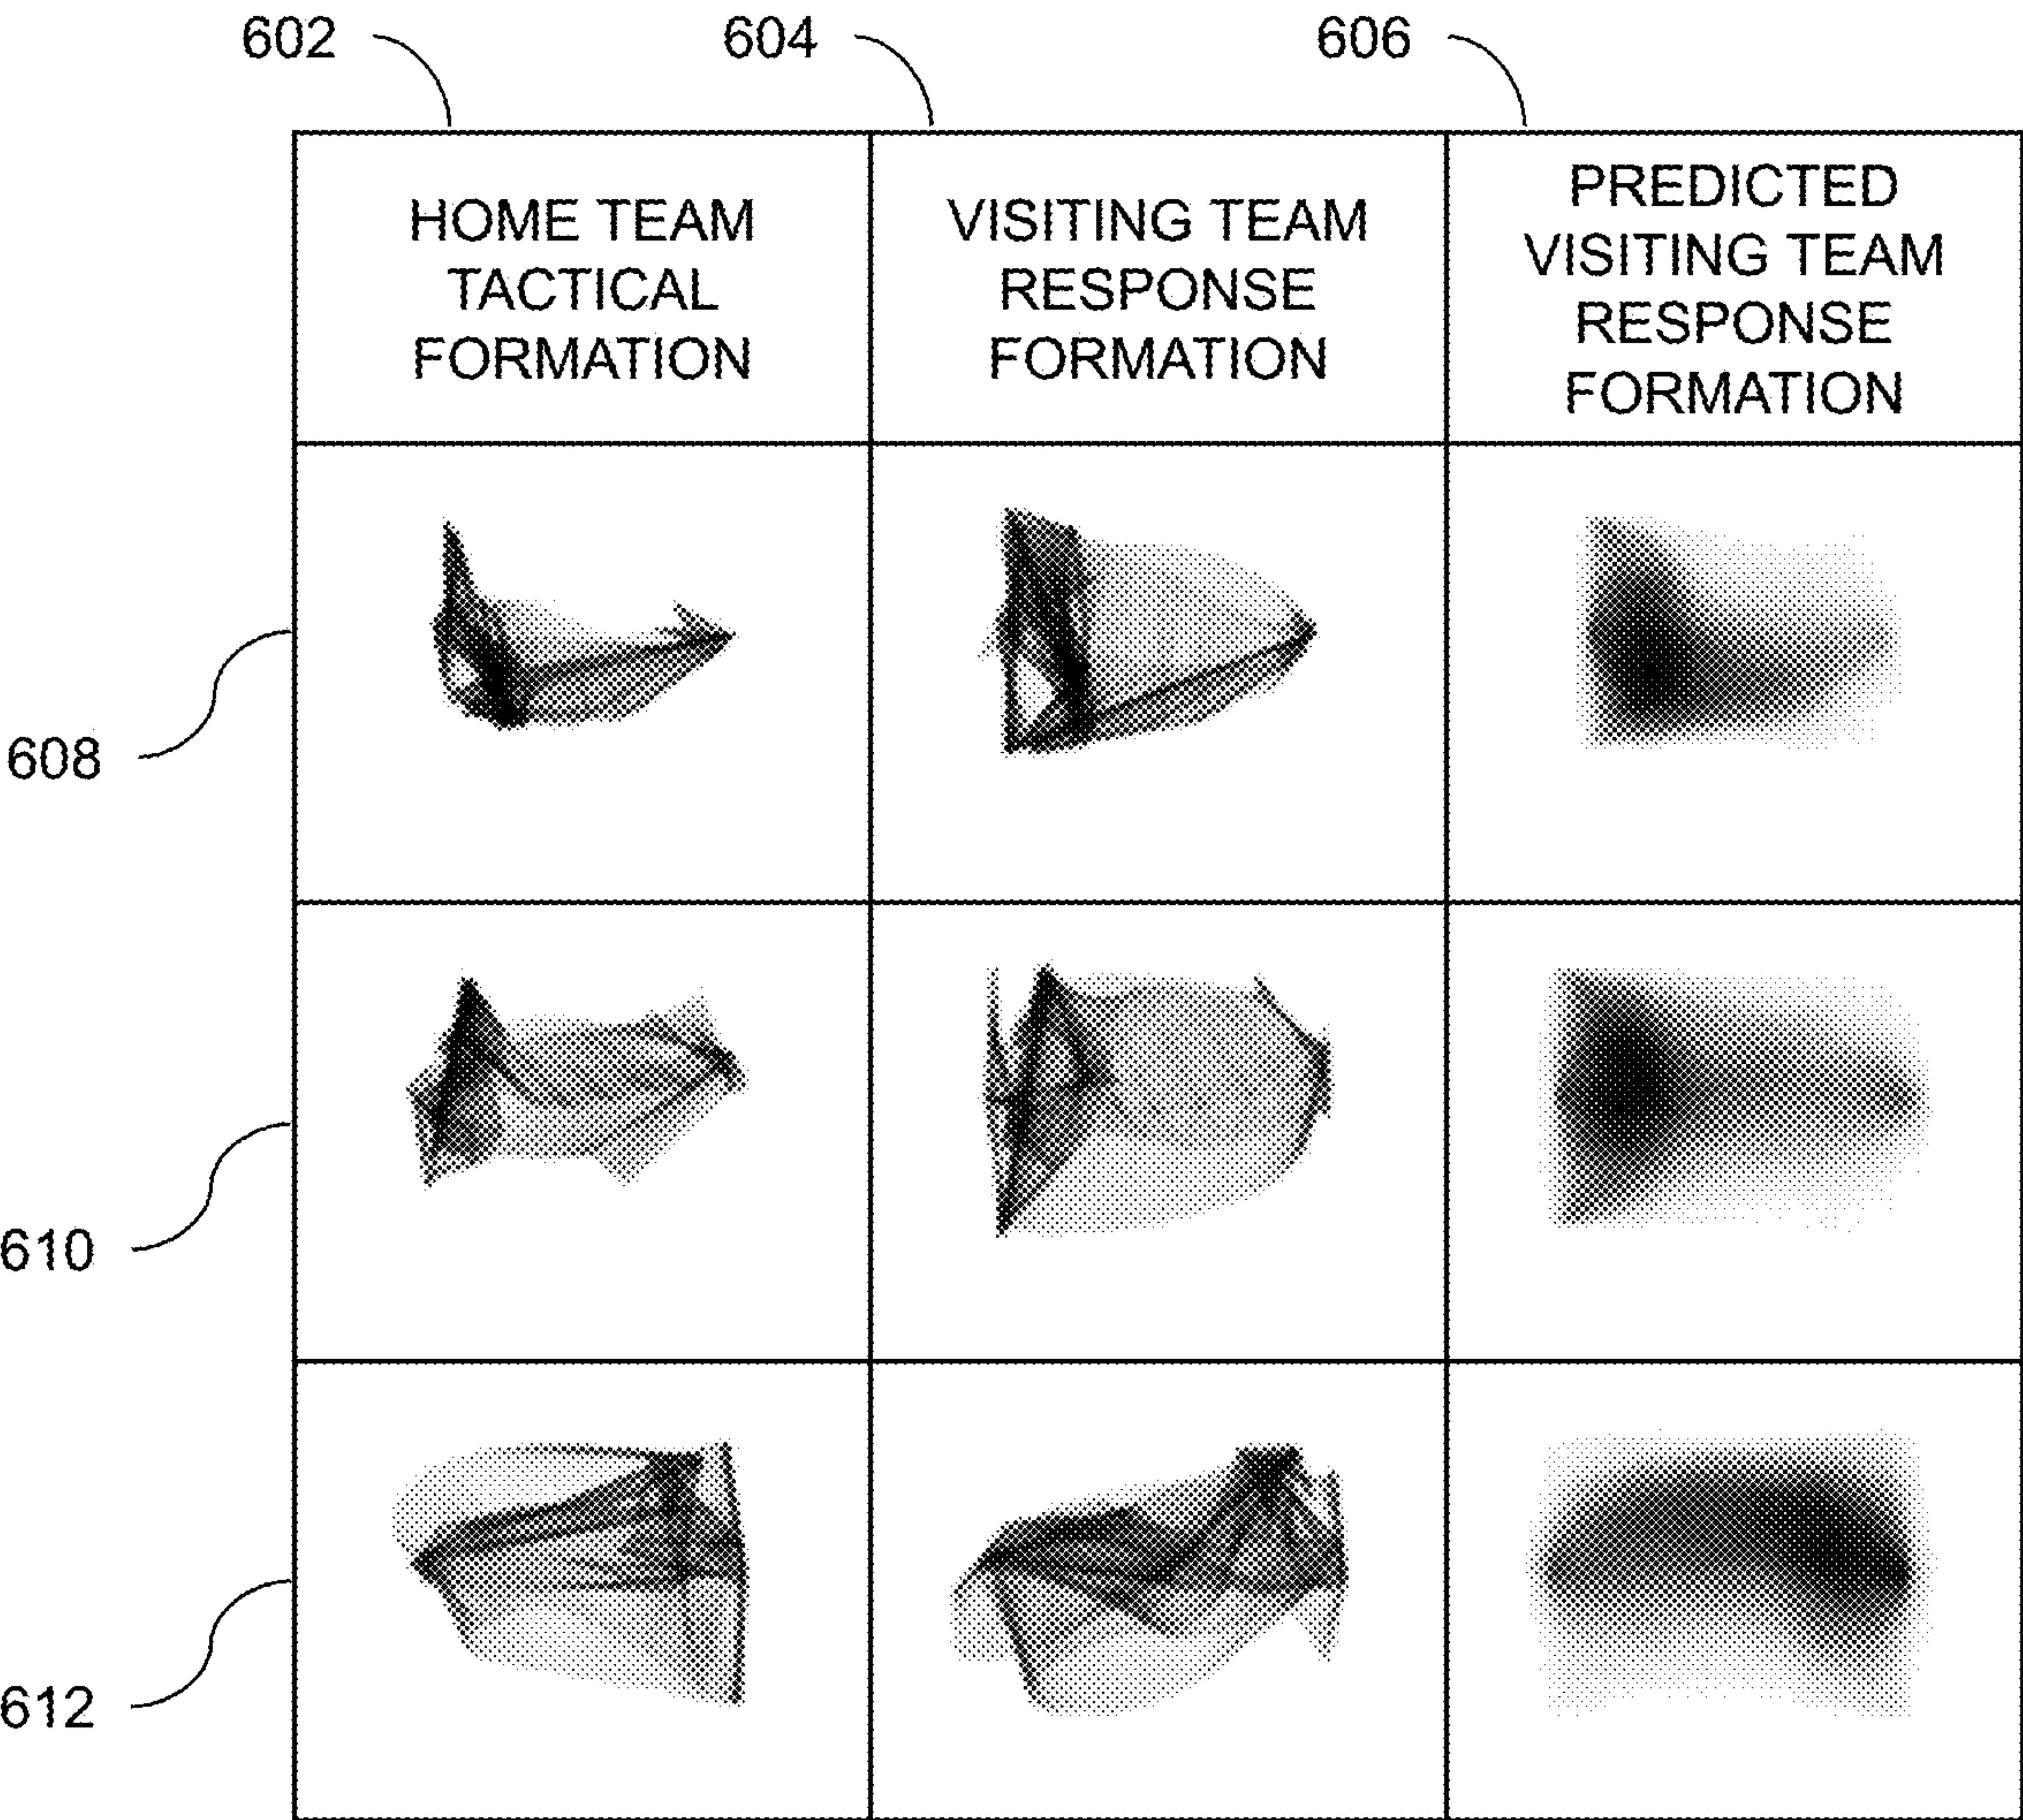 602
604
606
HOME TEAM
TACTICAL
FORMATION
VISITING TEAM
RESPONSE
FORMATION
PREDICTED
VISITING TEAM
RESPONSE
FORMATION
608
610
612